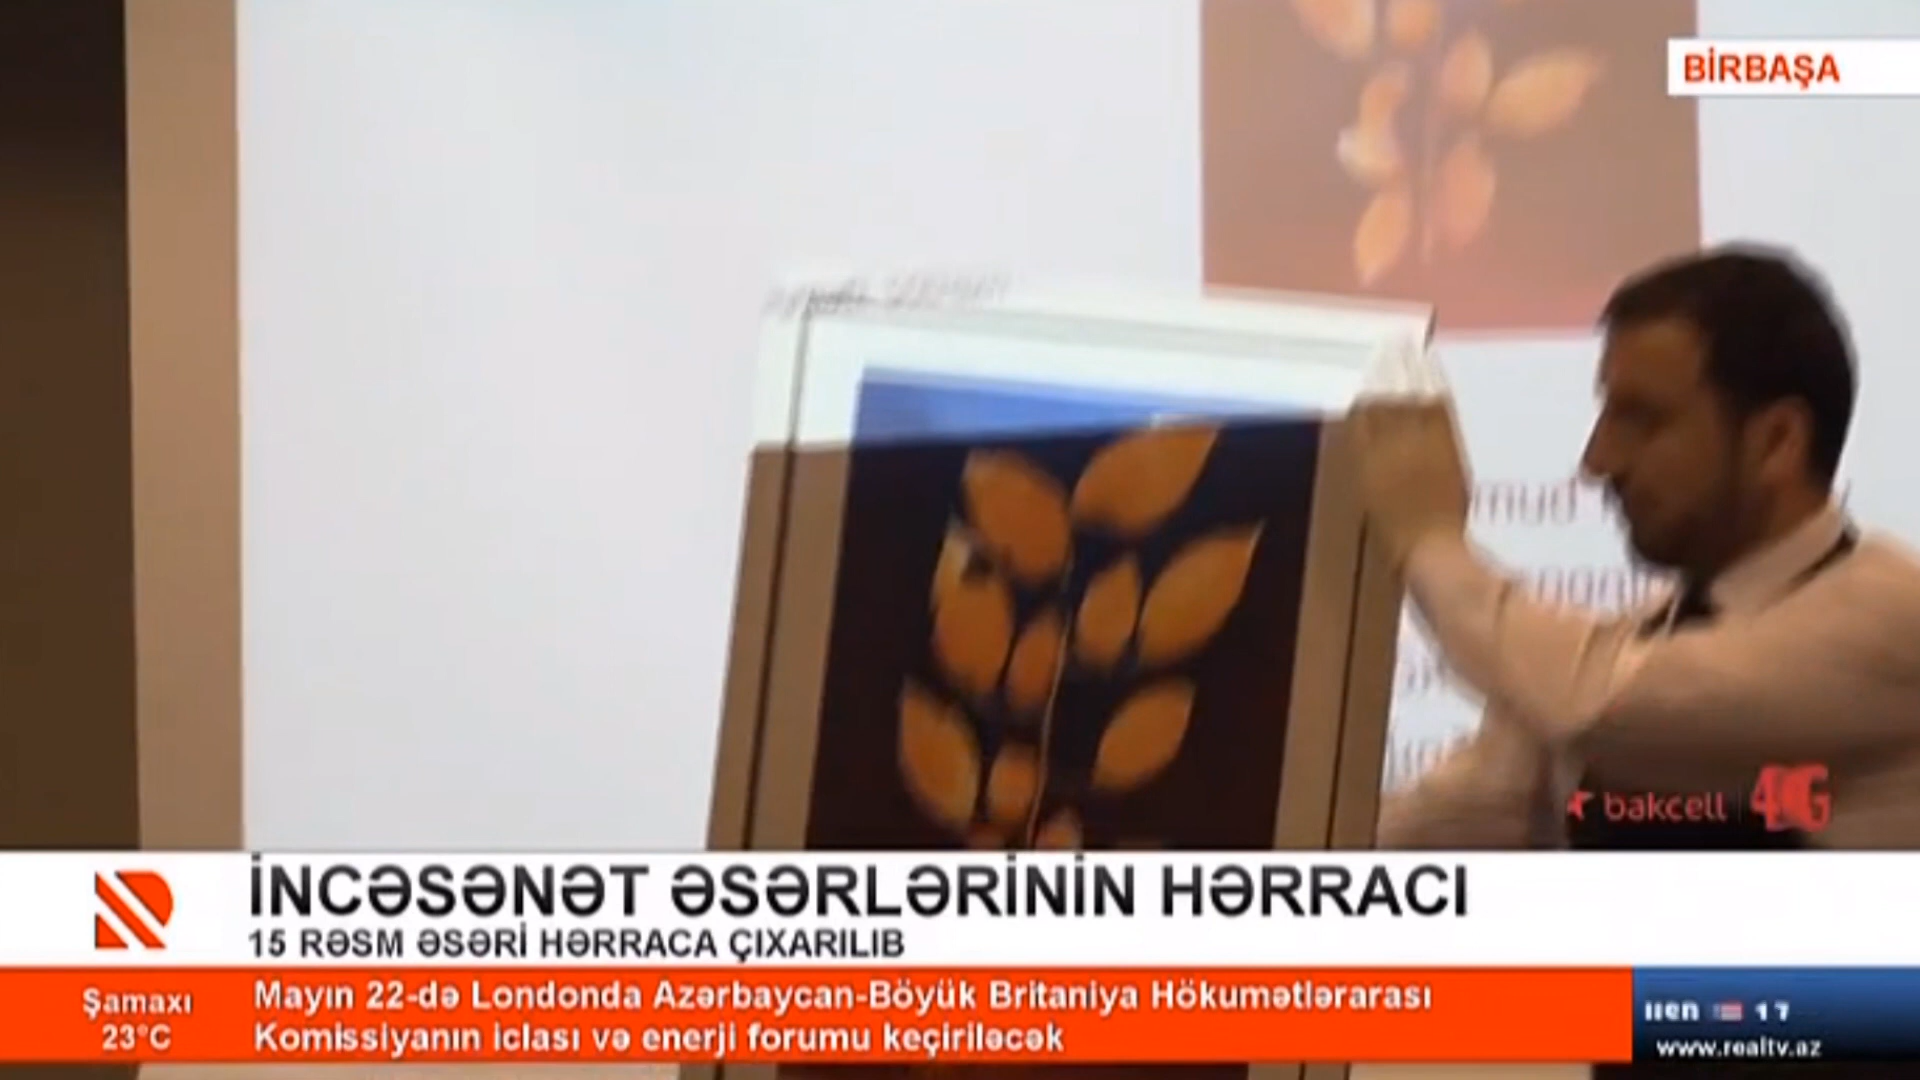 BİRBAŞA
bakcell 4G
İNCƏSƏNƏT ƏSƏRLƏRİNİN HƏRRACI
15 RƏSM ƏSƏRİ HƏRRACA ÇIXARILIB
Şamaxı
23°C
Mayın 22-də Londonda Azərbaycan-Böyük Britaniya Hökumətlərarası
Komissiyanın iclası və enerji forumu keçiriləcək
17
www.realtv.az